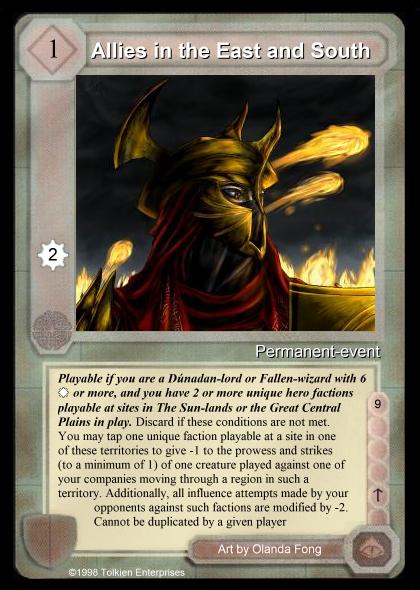 1
Allies in the East and South
2
Permanent-event
Playable if you are a Dúnadan-lord or Fallen-wizard with 6
or more, and you have 2 or more unique hero factions
playable at sites in The Sun-lands or the Great Central
Plains in play. Discard if these conditions are not met.
You may tap one unique faction playable at a site in one
of these territories to give -1 to the prowess and strikes
(to a minimum of 1) of one creature played against one of
your companies moving through a region in such a
territory. Additionally, all influence attempts made by your
opponents against such factions are modified by -2.
Cannot be duplicated by a given player
9
Art by Olanda Fong
©1998 Tolkien Enterprises